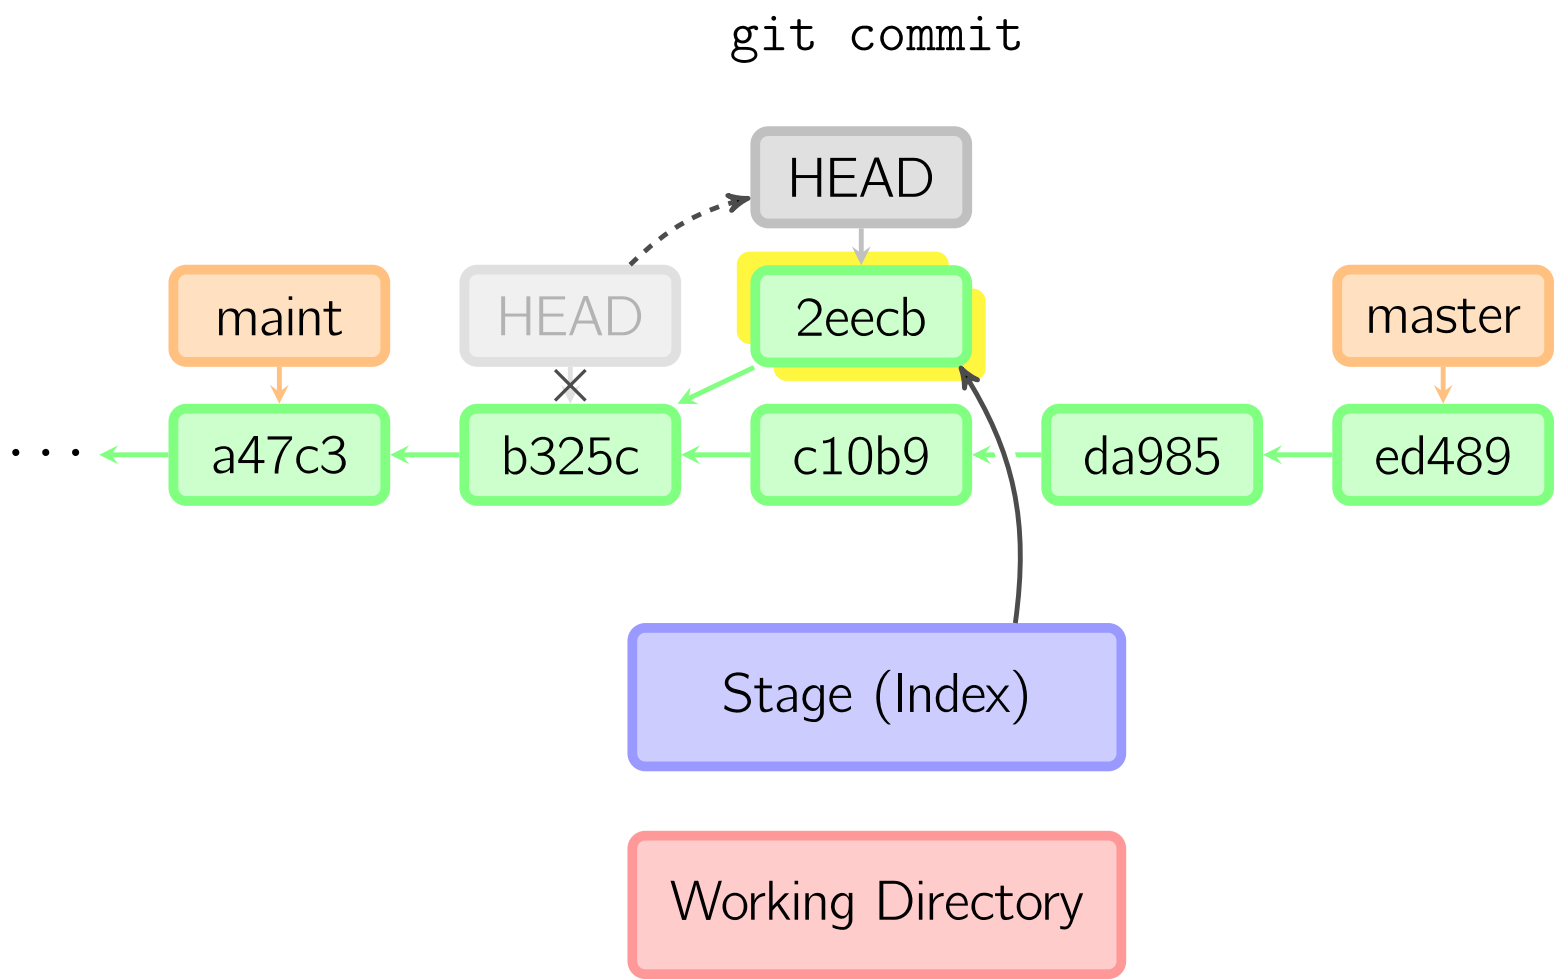 git commit
HEAD
maint
HEAD
2eecb
master
...
a47c3
b325c
c10b9
da985
ed489
Stage (Index)
Working Directory